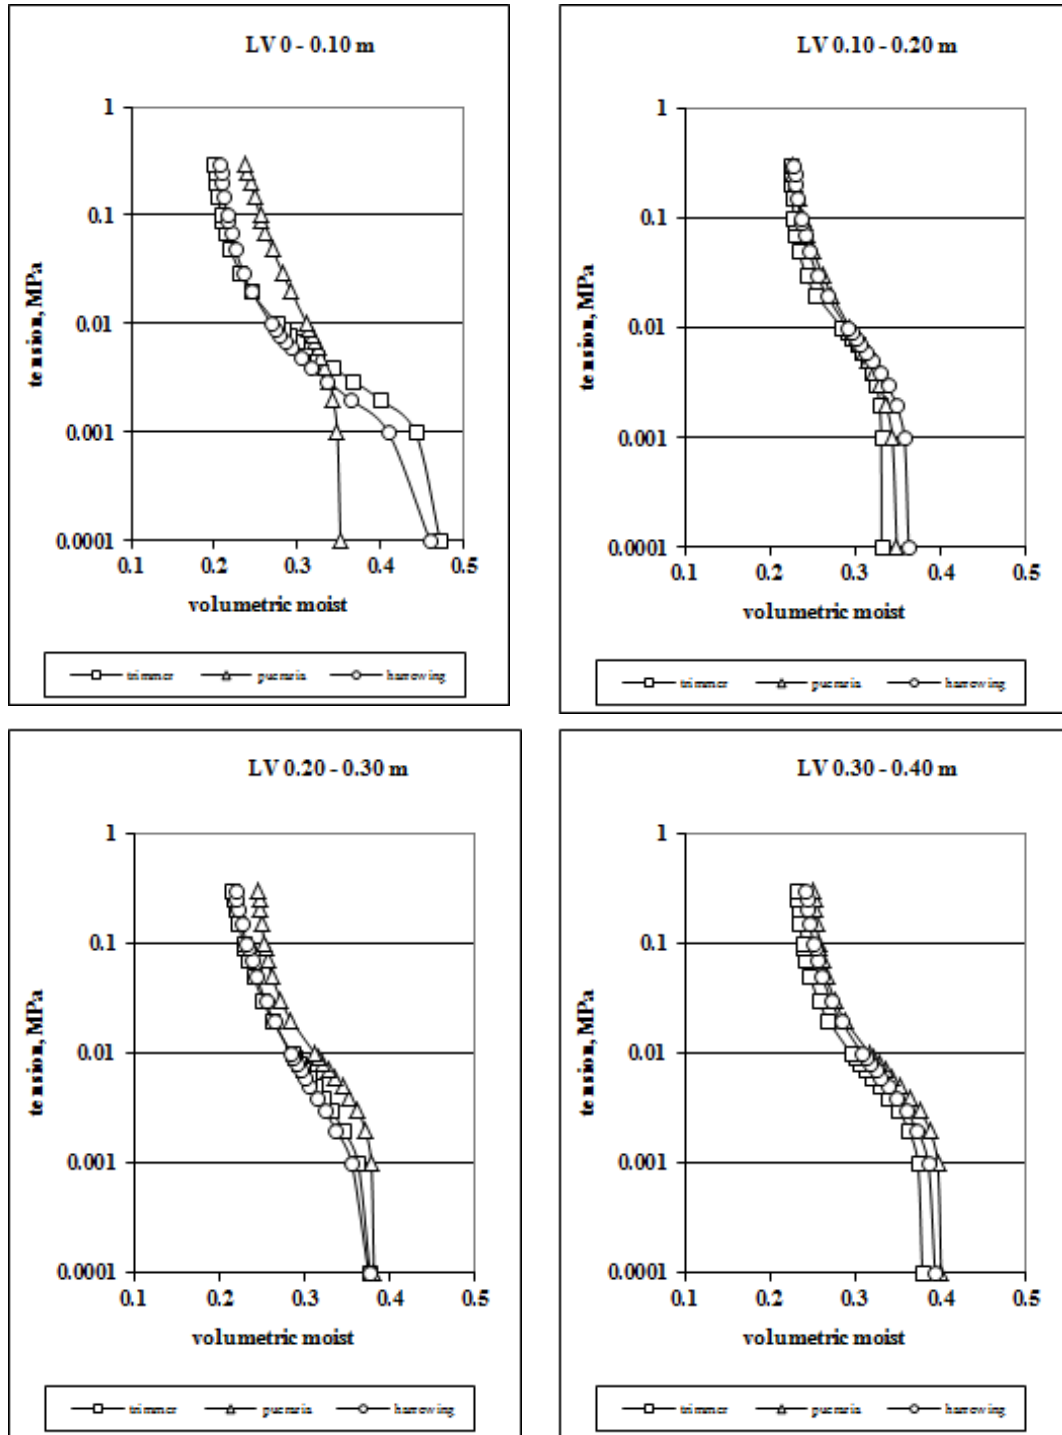 LV 0 - 0.10 m
1
0.1
0.01
0.001
0.0001
tension, MPa
0.1 0.2 0.3 0.4 0.5
volumetric moist
trimmer pueraria harrowing
LV 0.10 - 0.20 m
1
0.1
0.01
0.001
0.0001
tension, MPa
0.1 0.2 0.3 0.4 0.5
volumetric moist
trimmer pueraria harrowing
LV 0.20 - 0.30 m
1
0.1
0.01
0.001
0.0001
tension, MPa
0.1 0.2 0.3 0.4 0.5
volumetric moist
trimmer pueraria harrowing
LV 0.30 - 0.40 m
1
0.1
0.01
0.001
0.0001
tension, MPa
0.1 0.2 0.3 0.4 0.5
volumetric moist
trimmer pueraria harrowing